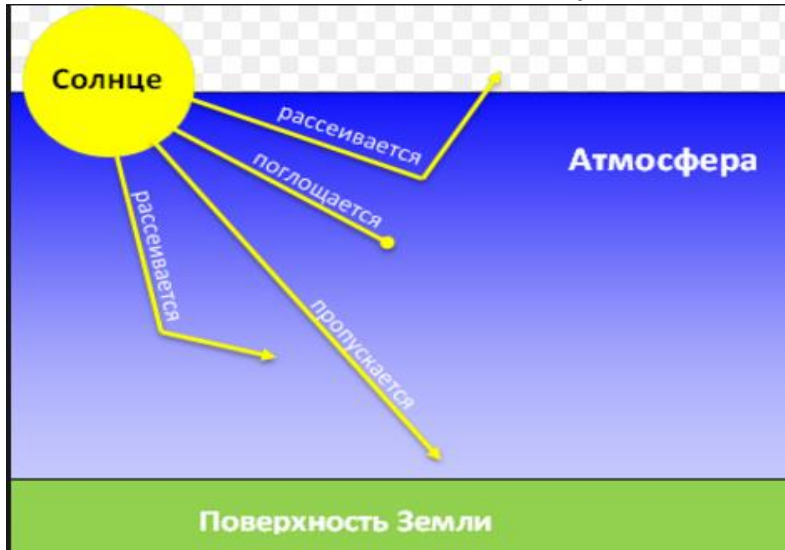 Солнце
рассеивается
поглощается
Атмосфера
рассеивается
пропускается
Поверхность Земли